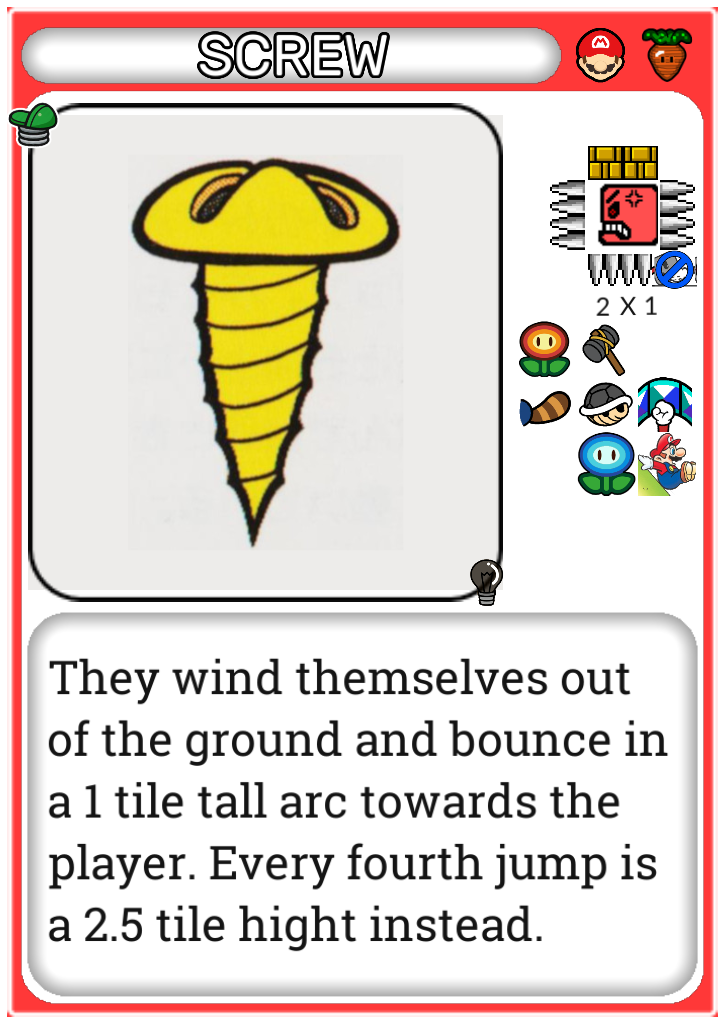 SCREW
2 X 1
They wind themselves out
of the ground and bounce in
a 1 tile tall arc towards the
player. Every fourth jump is
a 2.5 tile hight instead.